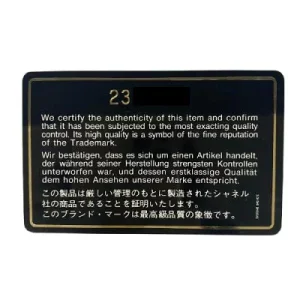 23
We certify the authenticity of this item and confirm
that it has been subjected to the most exacting quality
control. Its high quality is a symbol of the fine reputation
of the Trademark.
Wir bestätigen, dass es sich um einen Artikel handelt,
der während seiner Herstellung strengsten Kontrollen
unterworfen war, und dessen erstklassige Qualität
dem hohen Ansehen unserer Marke entspricht.
この製品は厳しい管理のもとに製造されたシャネル
社の商品であることを証明いたします。
このブランド・マークは最高級品質の象徴です。